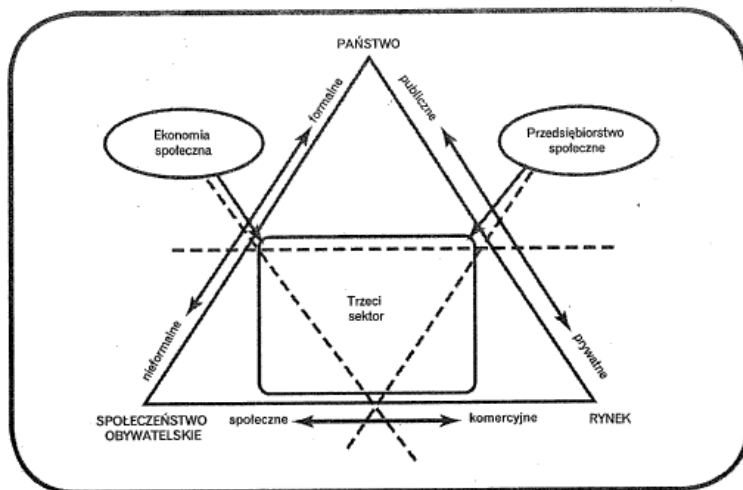 PAŃSTWO
formalne
publiczne
Ekonomia
społeczna
Przedsiębiorstwo
społeczne
Trzeci
sektor
nieformalne
prywatne
SPOŁECZEŃSTWO
OBYWATELSKIE
społeczne
komercyjne
RYNEK